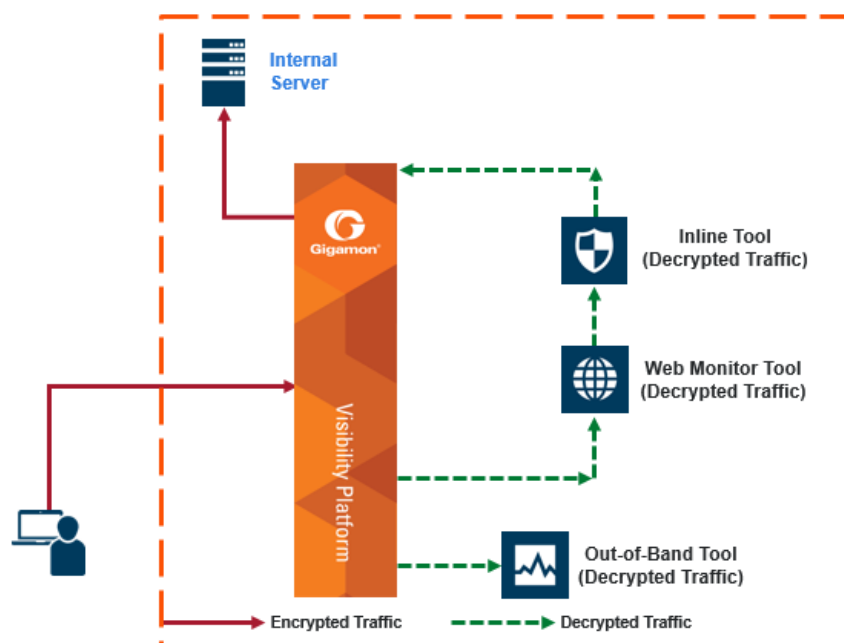 Internal
Server
Gigamon®
Inline Tool
(Decrypted Traffic)
Web Monitor Tool
(Decrypted Traffic)
Visibility Platform
Out-of-Band Tool
(Decrypted Traffic)
Encrypted Traffic
Decrypted Traffic